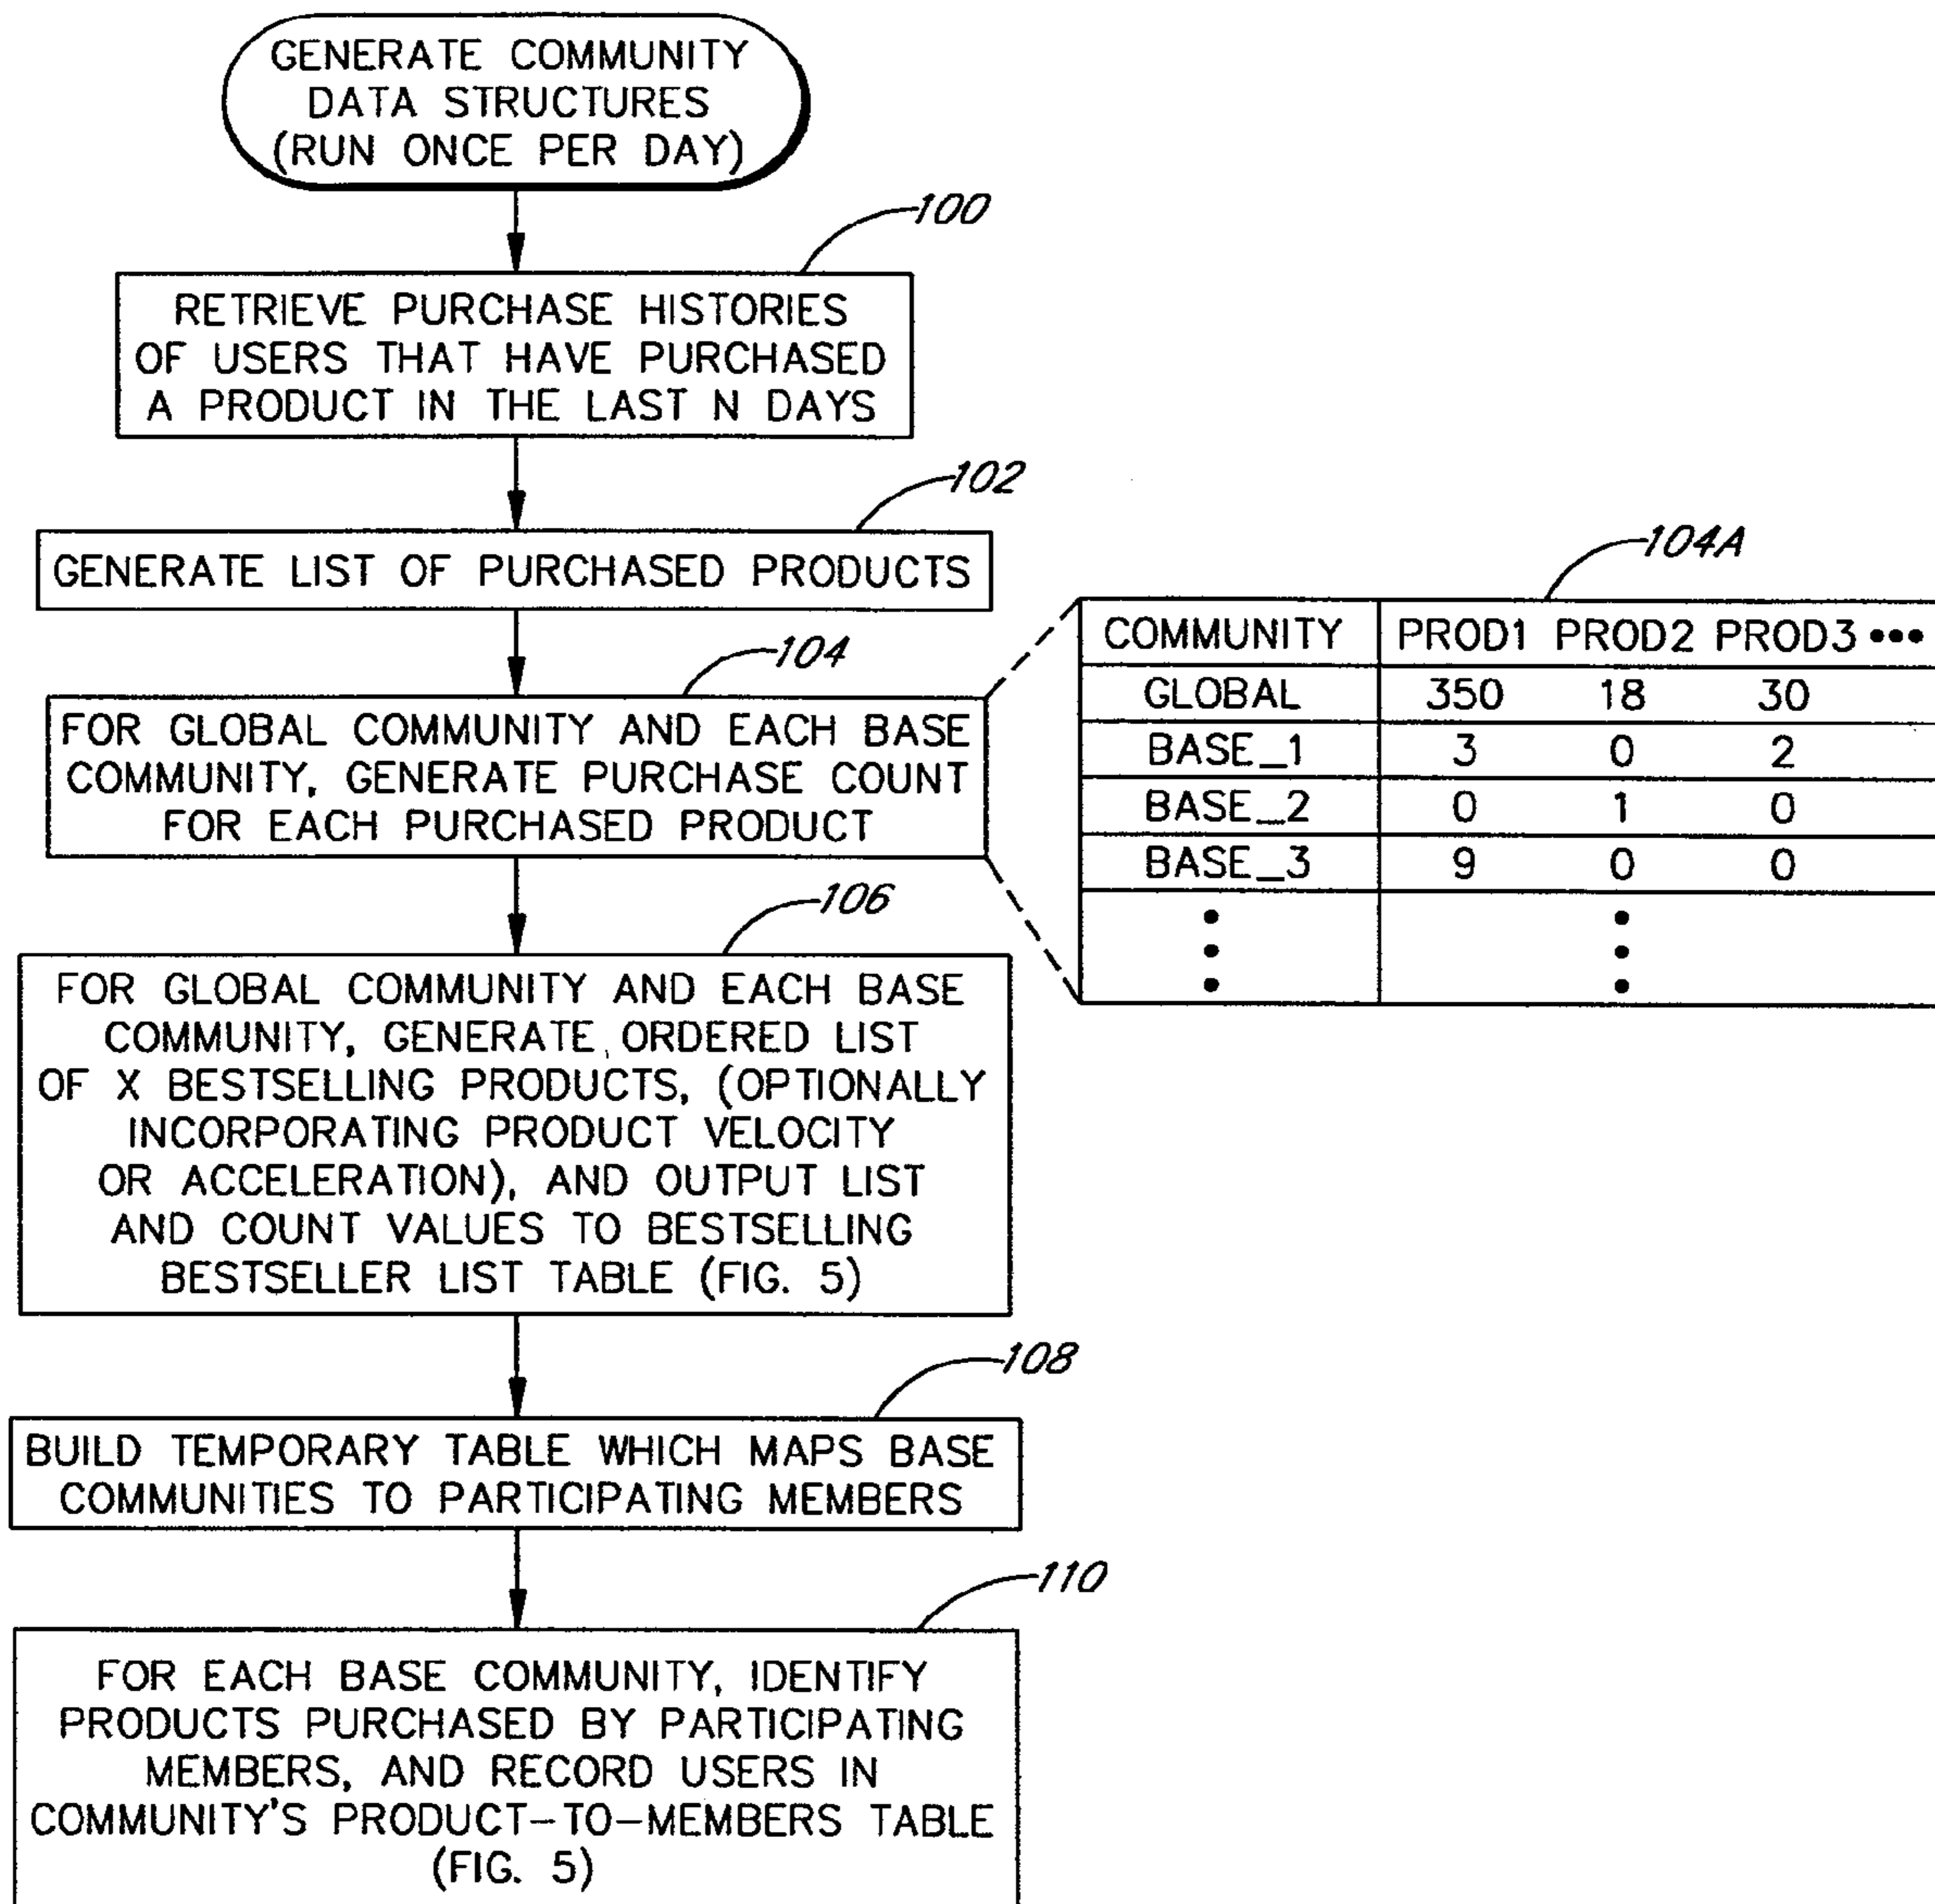 GENERATE COMMUNITY
DATA STRUCTURES
(RUN ONCE PER DAY)
100
RETRIEVE PURCHASE HISTORIES
OF USERS THAT HAVE PURCHASED
A PRODUCT IN THE LAST N DAYS
102
GENERATE LIST OF PURCHASED PRODUCTS
104
FOR GLOBAL COMMUNITY AND EACH BASE
COMMUNITY, GENERATE PURCHASE COUNT
FOR EACH PURCHASED PRODUCT
104A
COMMUNITY PROD1 PROD2 PROD3 •••
GLOBAL 350 18 30
BASE_1 3 0 2
BASE_2 0 1 0
BASE_3 9 0 0
106
FOR GLOBAL COMMUNITY AND EACH BASE
COMMUNITY, GENERATE ORDERED LIST
OF X BESTSELLING PRODUCTS, (OPTIONALLY
INCORPORATING PRODUCT VELOCITY
OR ACCELERATION), AND OUTPUT LIST
AND COUNT VALUES TO BESTSELLING
BESTSELLER LIST TABLE (FIG. 5)
108
BUILD TEMPORARY TABLE WHICH MAPS BASE
COMMUNITIES TO PARTICIPATING MEMBERS
110
FOR EACH BASE COMMUNITY, IDENTIFY
PRODUCTS PURCHASED BY PARTICIPATING
MEMBERS, AND RECORD USERS IN
COMMUNITY'S PRODUCT-TO-MEMBERS TABLE
(FIG. 5)